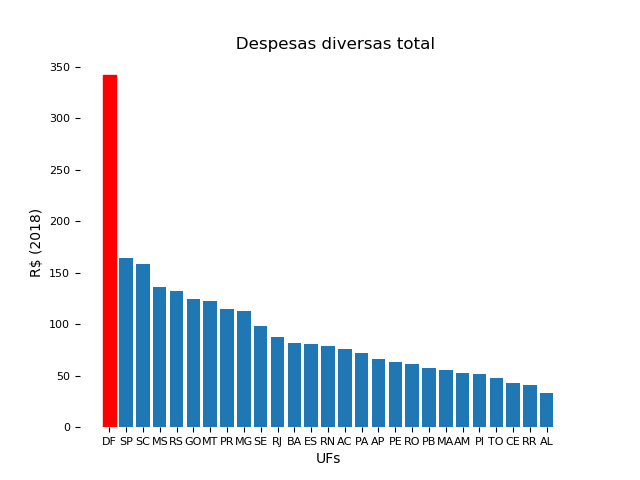 Despesas diversas total
350
300
250
200
150
100
50
0
R$ (2018)
DF SP SC MS RS GO MT PR MG SE RJ BA ES RN AC PA AP PE RO PB MA AM PI TO CE RR AL
UFs